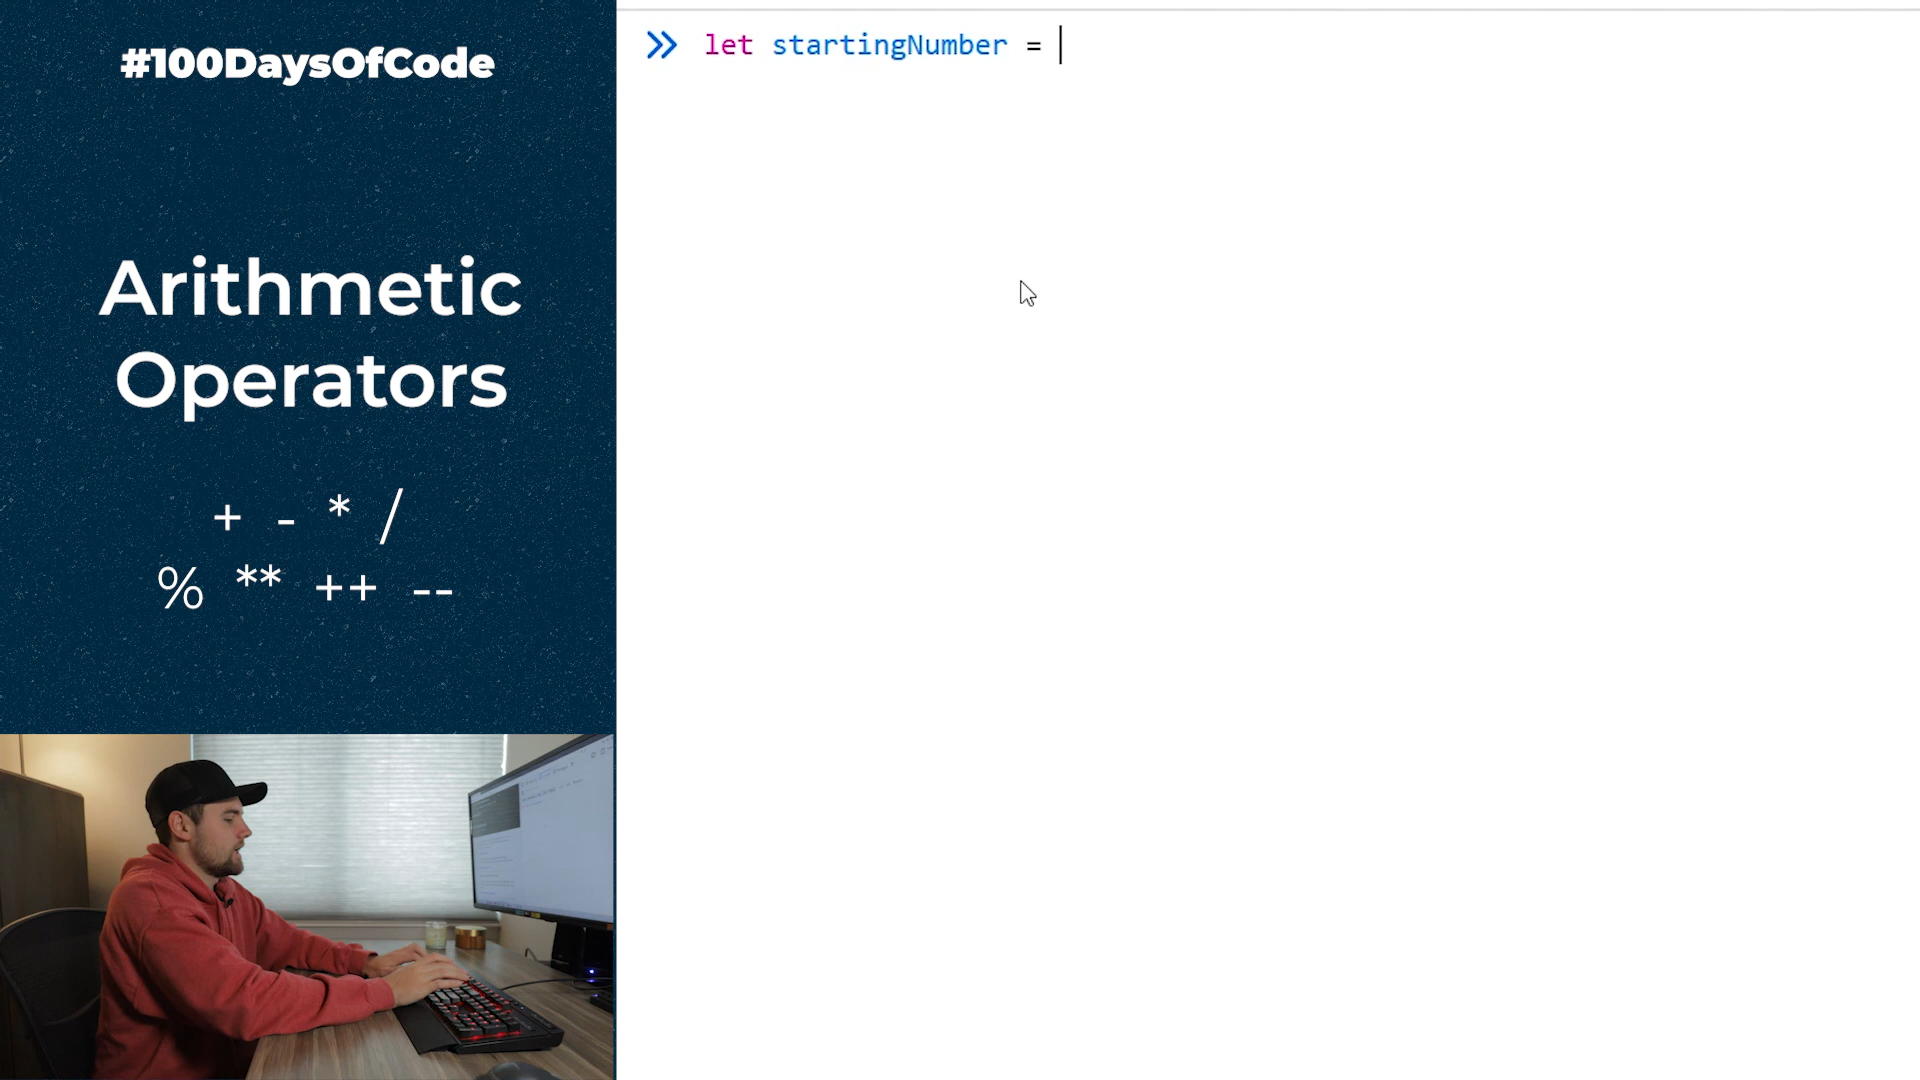 #100DaysOfCode
Arithmetic
Operators
+ - * /
% ** ++ --
>> let startingNumber =